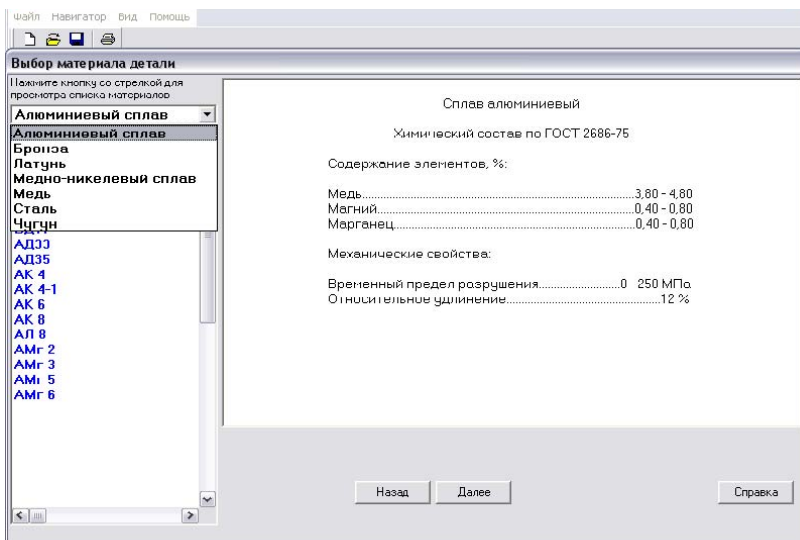 Файл Навигатор Вид Помощь
Выбор материала детали
Нажмите кнопку со стрелкой для
просмотра списка материалов
Алюминиевый сплав
Алюминиевый сплав
Бронза
Латунь
Медно-никелевый сплав
Медь
Сталь
Чугун
АД33
АД35
АК 4
АК 4-1
АК 6
АК 8
АЛ 8
АМг 2
АМг 3
АМг 5
АМг 6
Сплав алюминиевый
Химический состав по ГОСТ 2686-75
Содержание элементов, %:
Медь...3,80 - 4,80
Магний...0,40 - 0,80
Марганец...0,40 - 0,80
Механические свойства:
Временный предел разрушения...0 250 МПа
Относительное удлинение...12 %
Назад Далее Справка